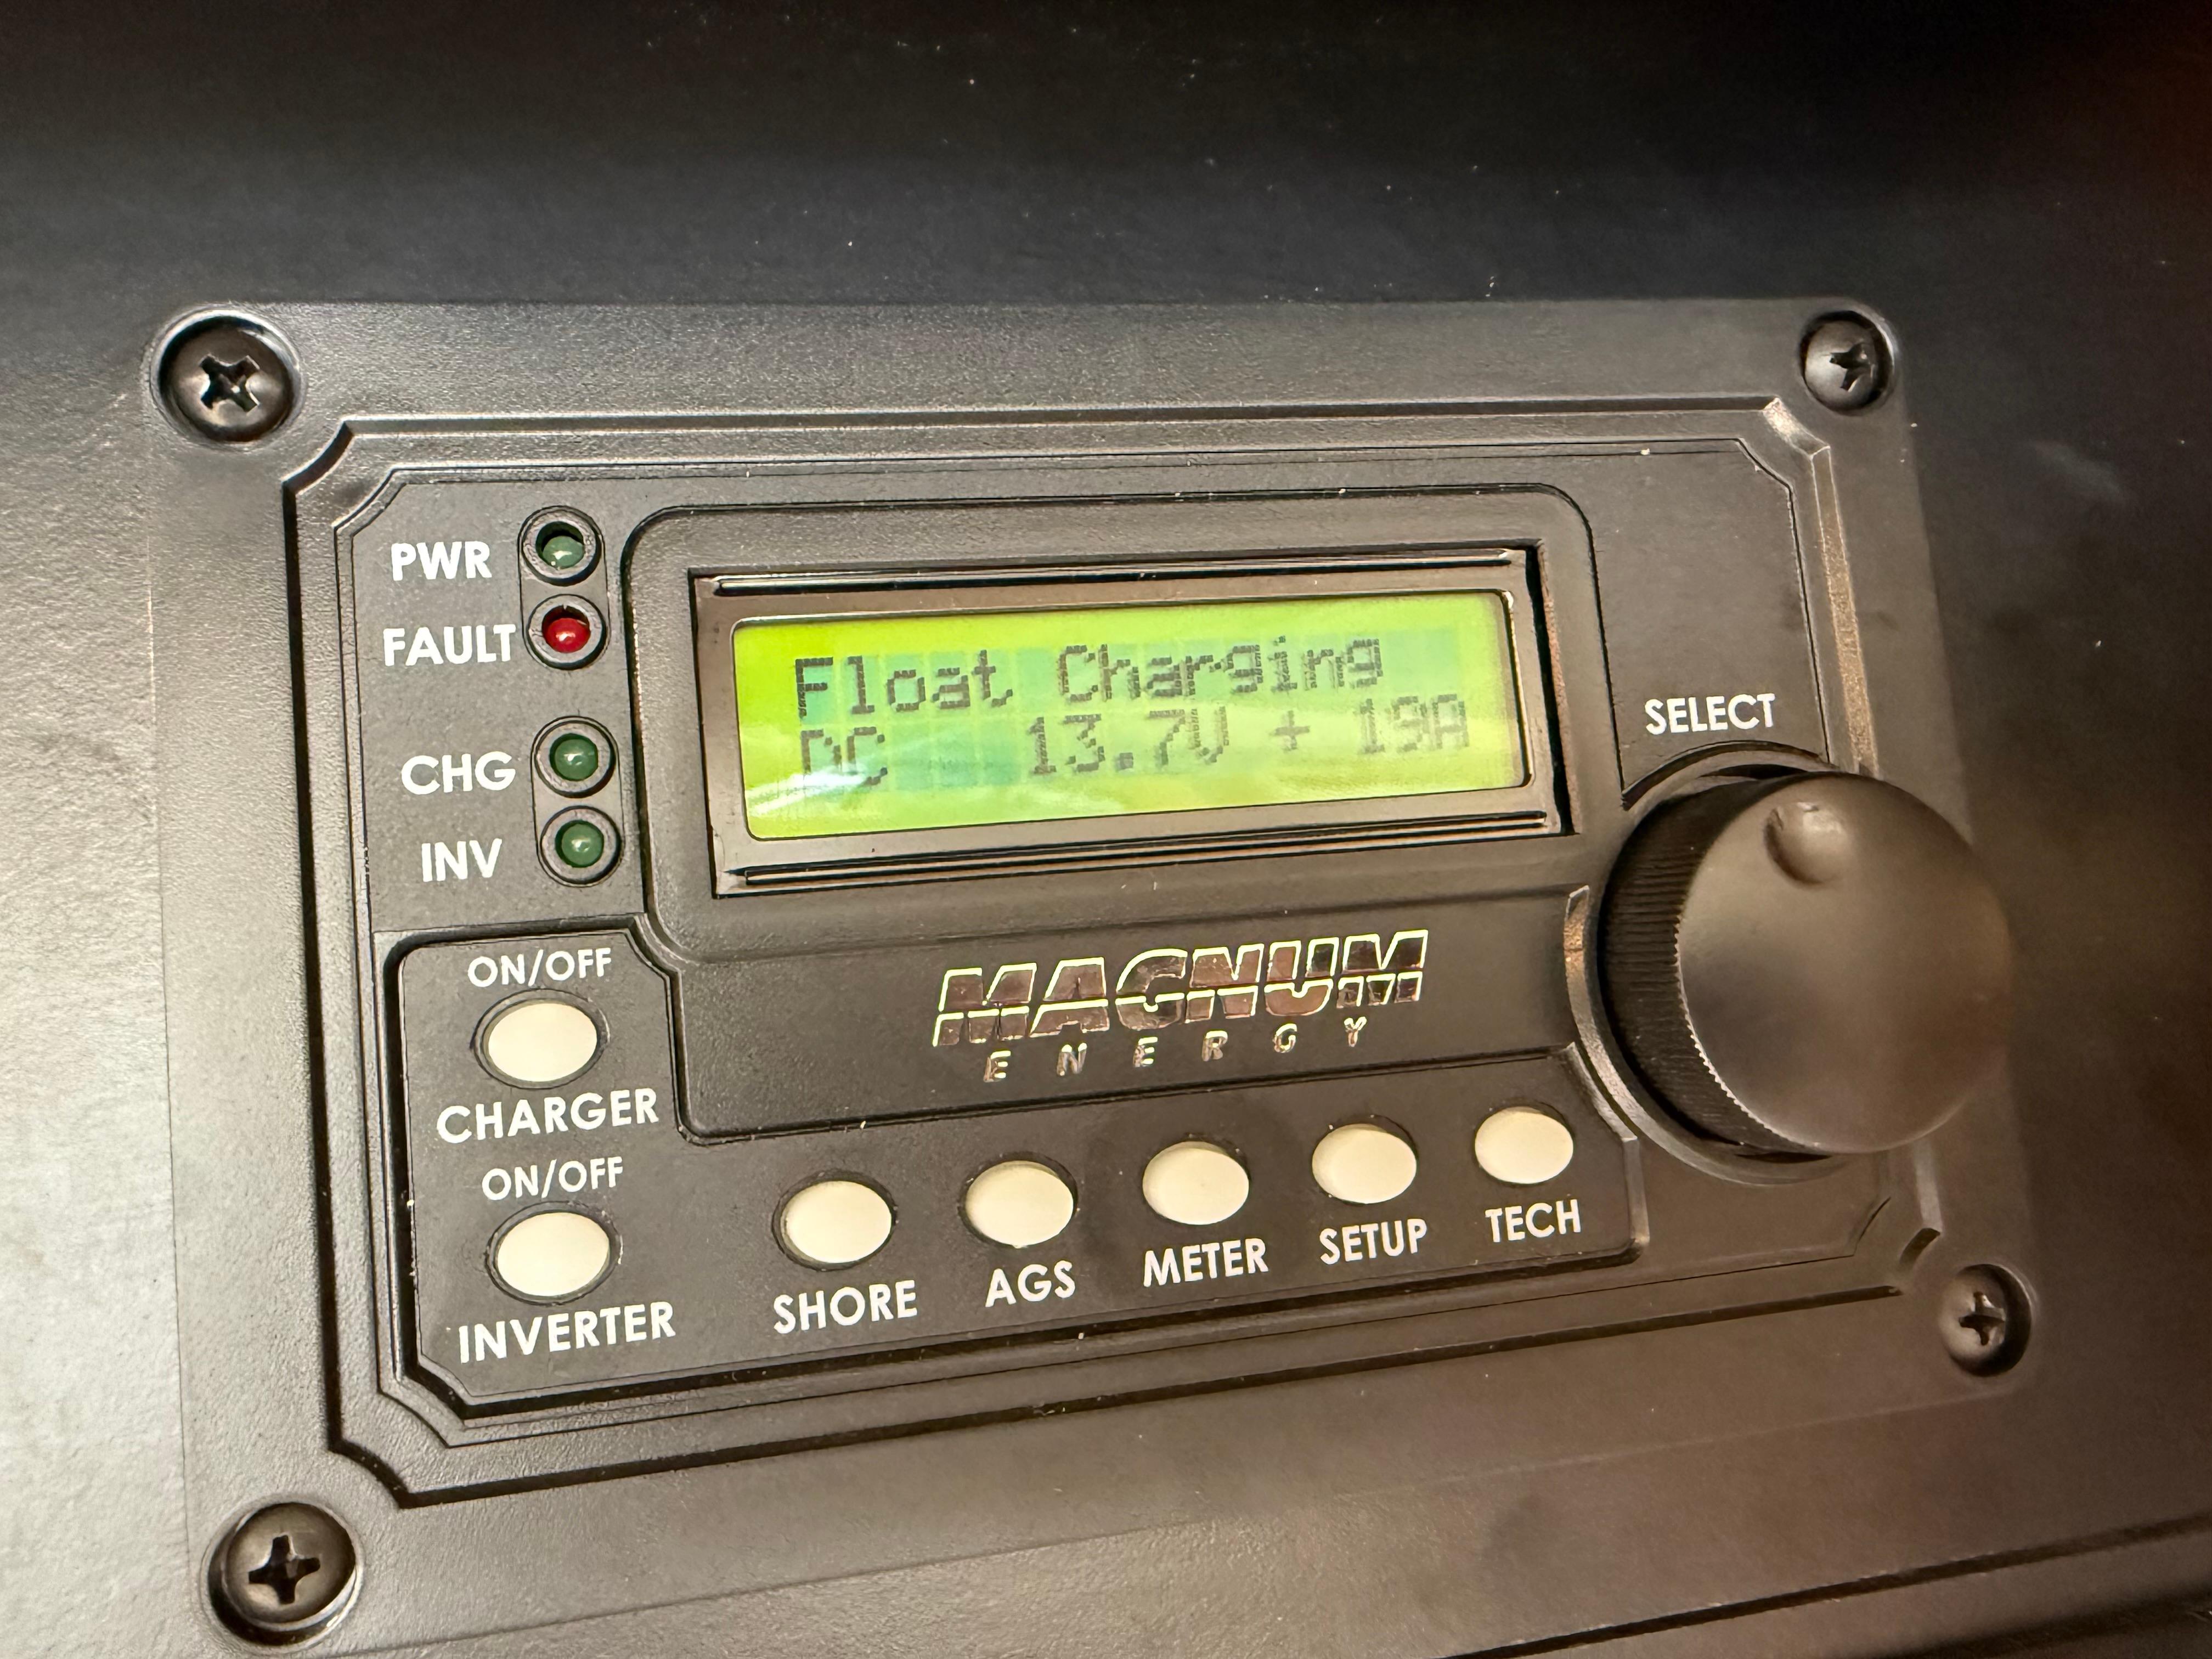 PWR
FAULT
CHG
INV
Float Charging
DC 13.7V + 19A
SELECT
MAGNUM
ENERGY
ON/OFF
CHARGER
ON/OFF
INVERTER
SHORE
AGS
METER
SETUP
TECH